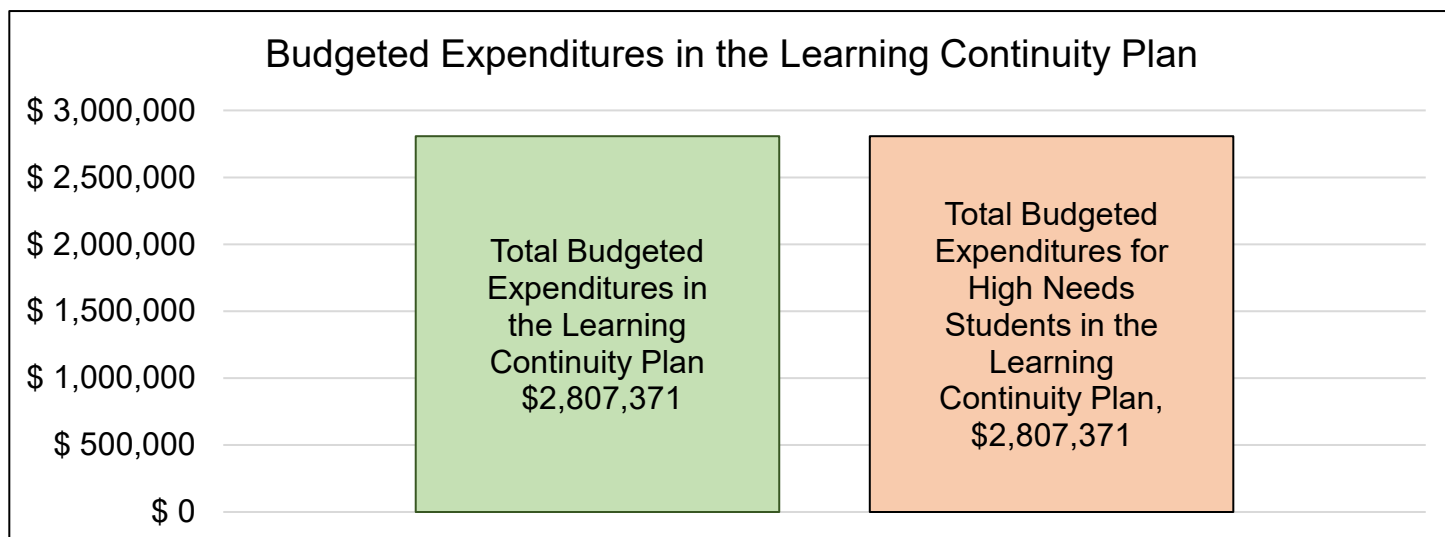 Budgeted Expenditures in the Learning Continuity Plan
$ 3,000,000
$ 2,500,000
$ 2,000,000
$ 1,500,000
$ 1,000,000
$ 500,000
$ 0
Total Budgeted
Expenditures in
the Learning
Continuity Plan
$2,807,371
Total Budgeted
Expenditures for
High Needs
Students in the
Learning
Continuity Plan,
$2,807,371